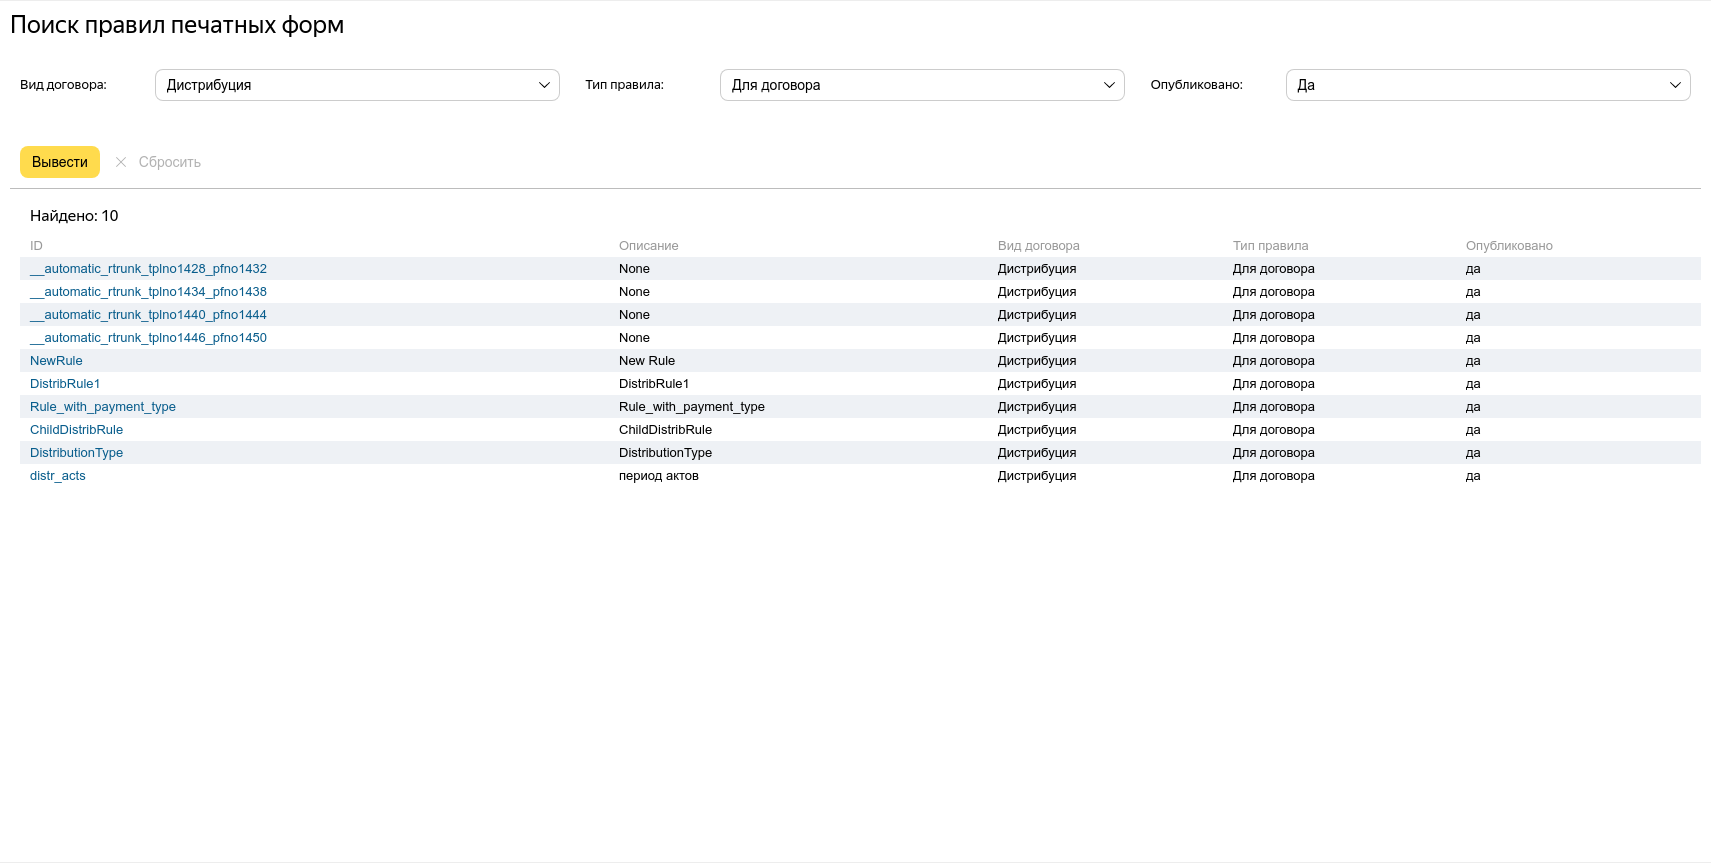 Поиск правил печатных форм
Вид договора: Дистрибуция Тип правила: Для договора Опубликовано: Да
Вывести Сбросить
Найдено: 10
ID Описание Вид договора Тип правила Опубликовано
__automatic_rtrunk_tplno1428_pfno1432 None Дистрибуция Для договора да
__automatic_rtrunk_tplno1434_pfno1438 None Дистрибуция Для договора да
__automatic_rtrunk_tplno1440_pfno1444 None Дистрибуция Для договора да
__automatic_rtrunk_tplno1446_pfno1450 None Дистрибуция Для договора да
NewRule New Rule Дистрибуция Для договора да
DistribRule1 DistribRule1 Дистрибуция Для договора да
Rule_with_payment_type Rule_with_payment_type Дистрибуция Для договора да
ChildDistribRule ChildDistribRule Дистрибуция Для договора да
DistributionType DistributionType Дистрибуция Для договора да
distr_acts период актов Дистрибуция Для договора да